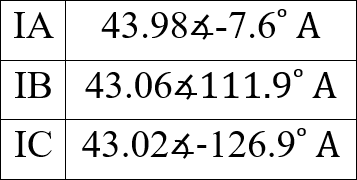 IA 43.98∡-7.6° A
IB 43.06∡111.9° A
IC 43.02∡-126.9° A